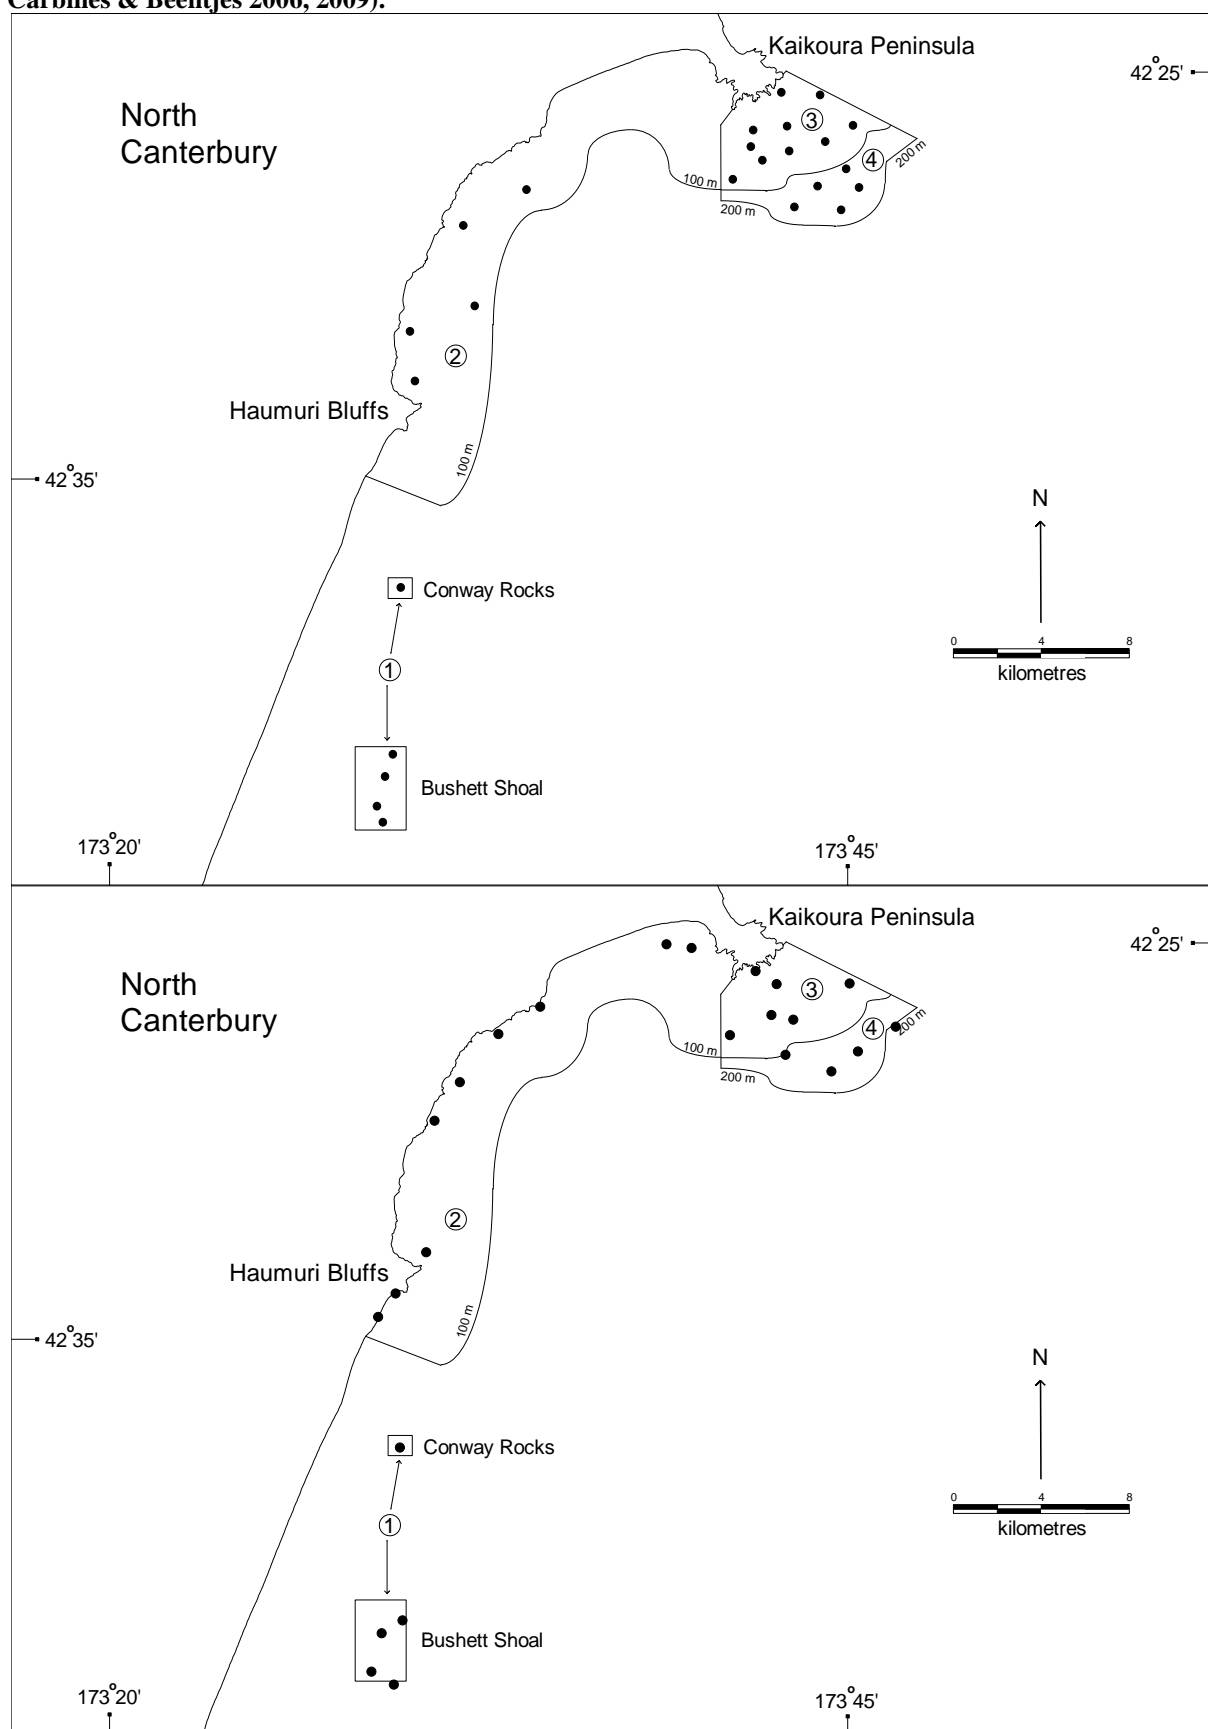 Carbines & Beentjes 2006, 2009).
Kaikoura Peninsula
42°25'
North
Canterbury
3
4
200 m
100 m
200 m
2
Haumuri Bluffs
100 m
42°35'
N
Conway Rocks
0 4 8
kilometres
1
Bushett Shoal
173°20'
173°45'
Kaikoura Peninsula
42°25'
North
Canterbury
3
4
200 m
100 m
200 m
2
Haumuri Bluffs
100 m
42°35'
N
Conway Rocks
0 4 8
kilometres
1
Bushett Shoal
173°20'
173°45'